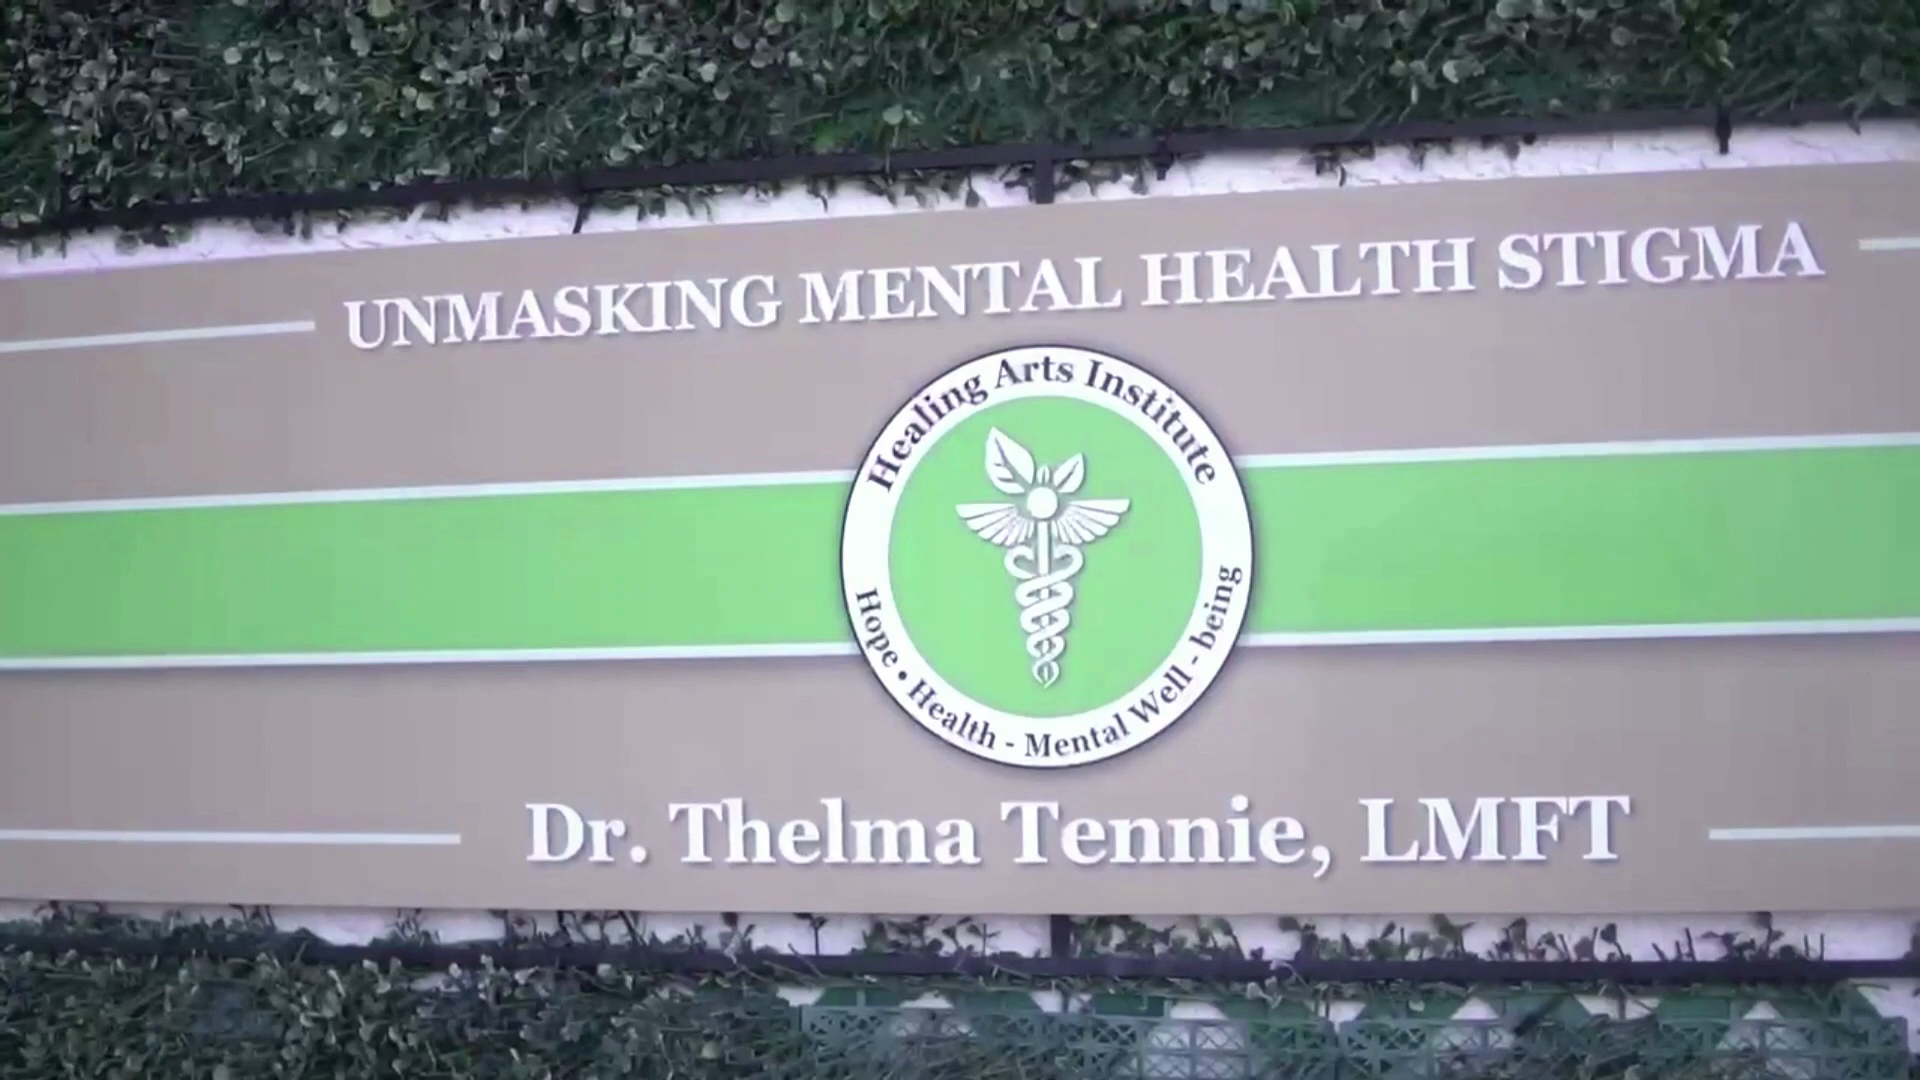 UNMASKING MENTAL HEALTH STIGMA
Healing Arts Institute
Hope • Health - Mental Well - being
Dr. Thelma Tennie, LMFT